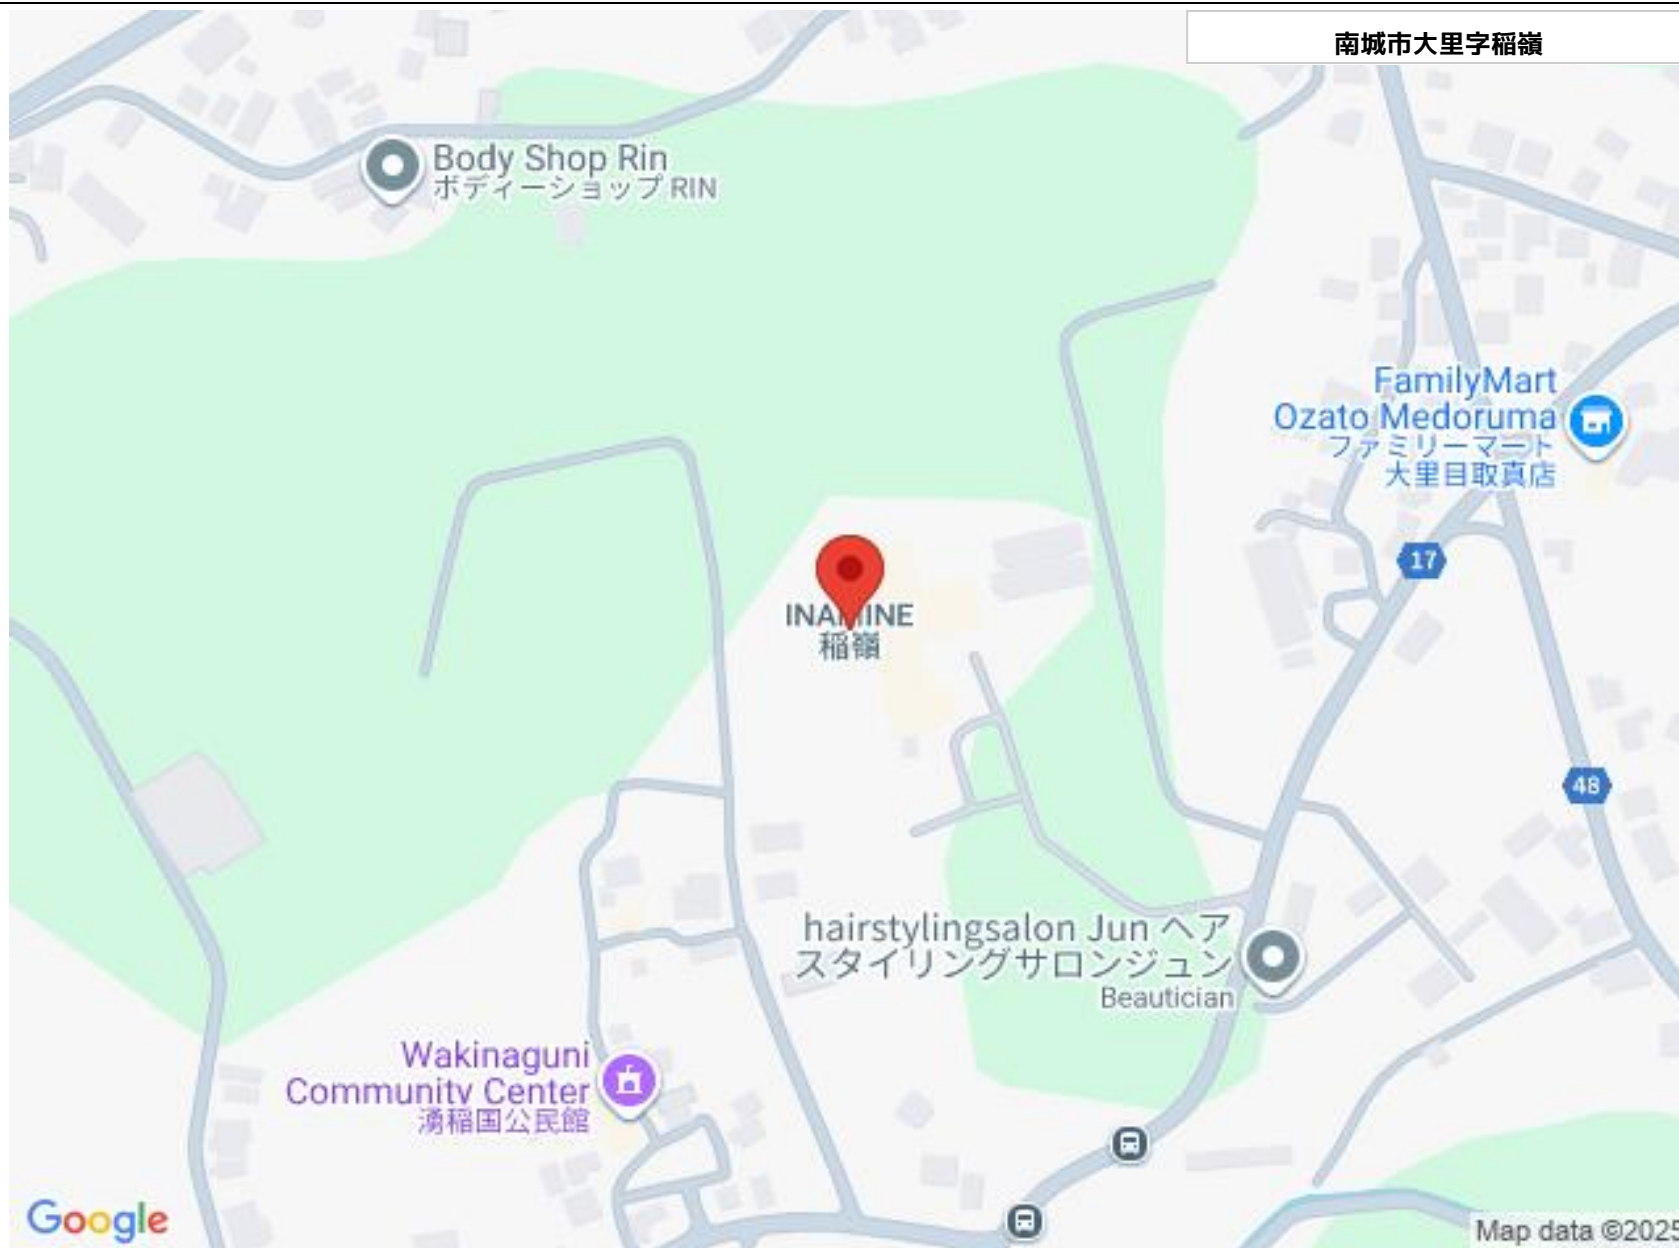 南城市大里字稲嶺
Body Shop Rin
ボディーショップ RIN
FamilyMart
Ozato Medoruma
ファミリーマート
大里目取真店
17
INAMINE
稲嶺
48
hairstylingsalon Jun ヘア
スタイリングサロンジュン
Beautician
Wakinaguni
Community Center
湧稲国公民館
Google
Map data ©2025